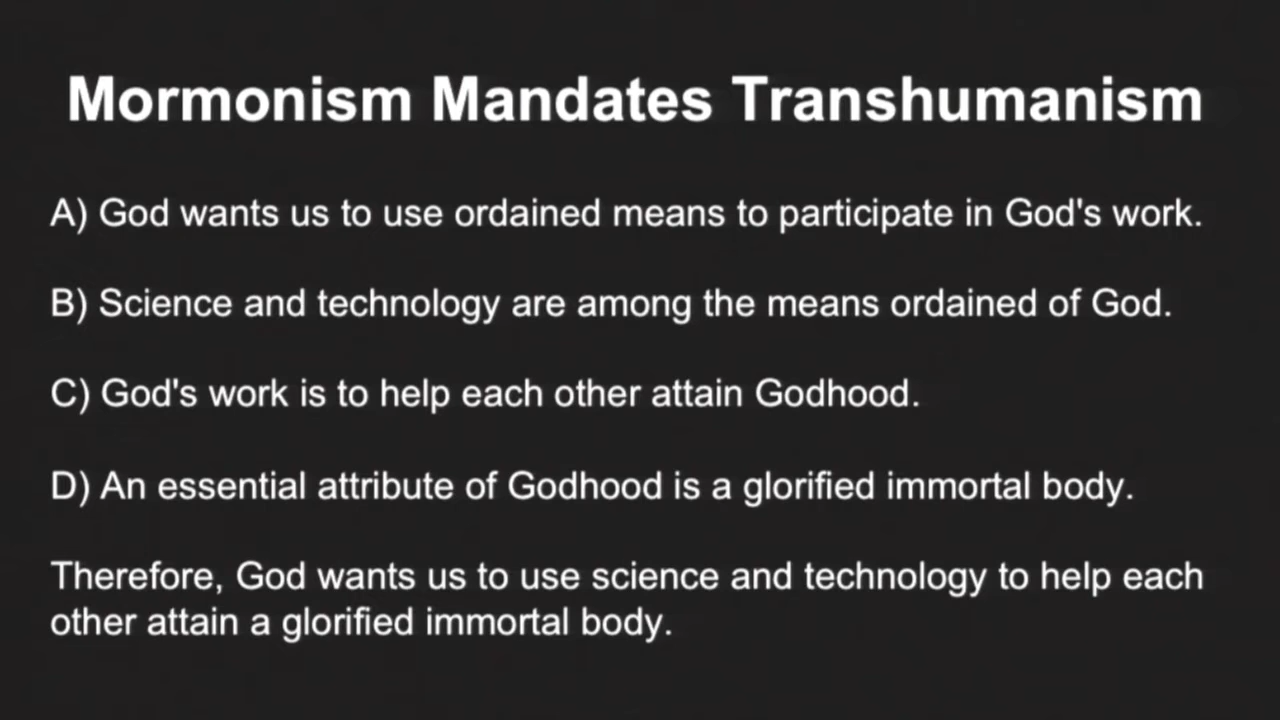 Mormonism Mandates Transhumanism
A) God wants us to use ordained means to participate in God's work.
B) Science and technology are among the means ordained of God.
C) God's work is to help each other attain Godhood.
D) An essential attribute of Godhood is a glorified immortal body.
Therefore, God wants us to use science and technology to help each
other attain a glorified immortal body.